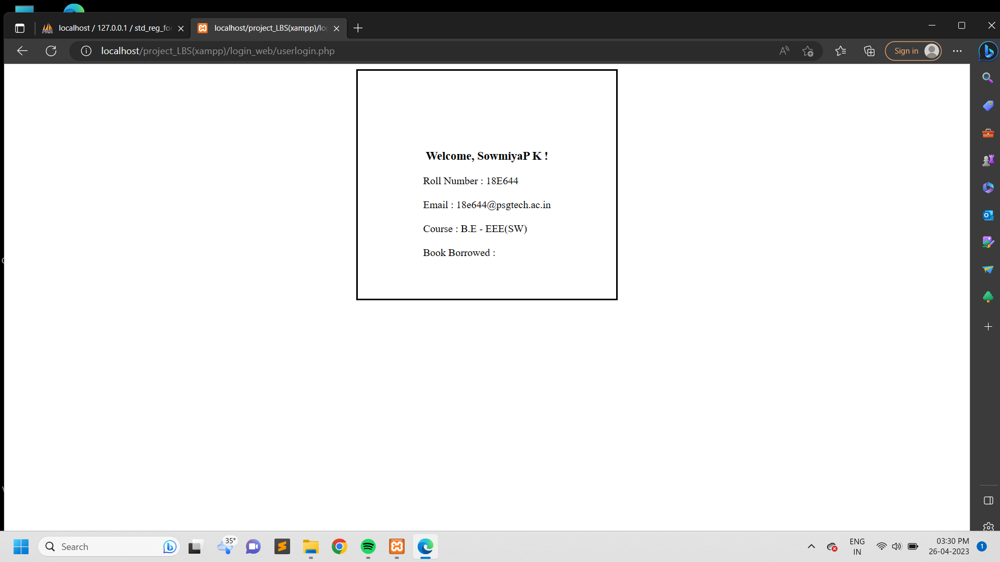 localhost / 127.0.0.1 / std_reg_for
localhost/project_LBS(xampp)/lo
localhost/project_LBS(xampp)/login_web/userlogin.php
Sign in
Welcome, SowmiyaP K !
Roll Number : 18E644
Email : 18e644@psgtech.ac.in
Course : B.E - EEE(SW)
Book Borrowed :
Search
35°
ENG
IN
03:30 PM
26-04-2023
1